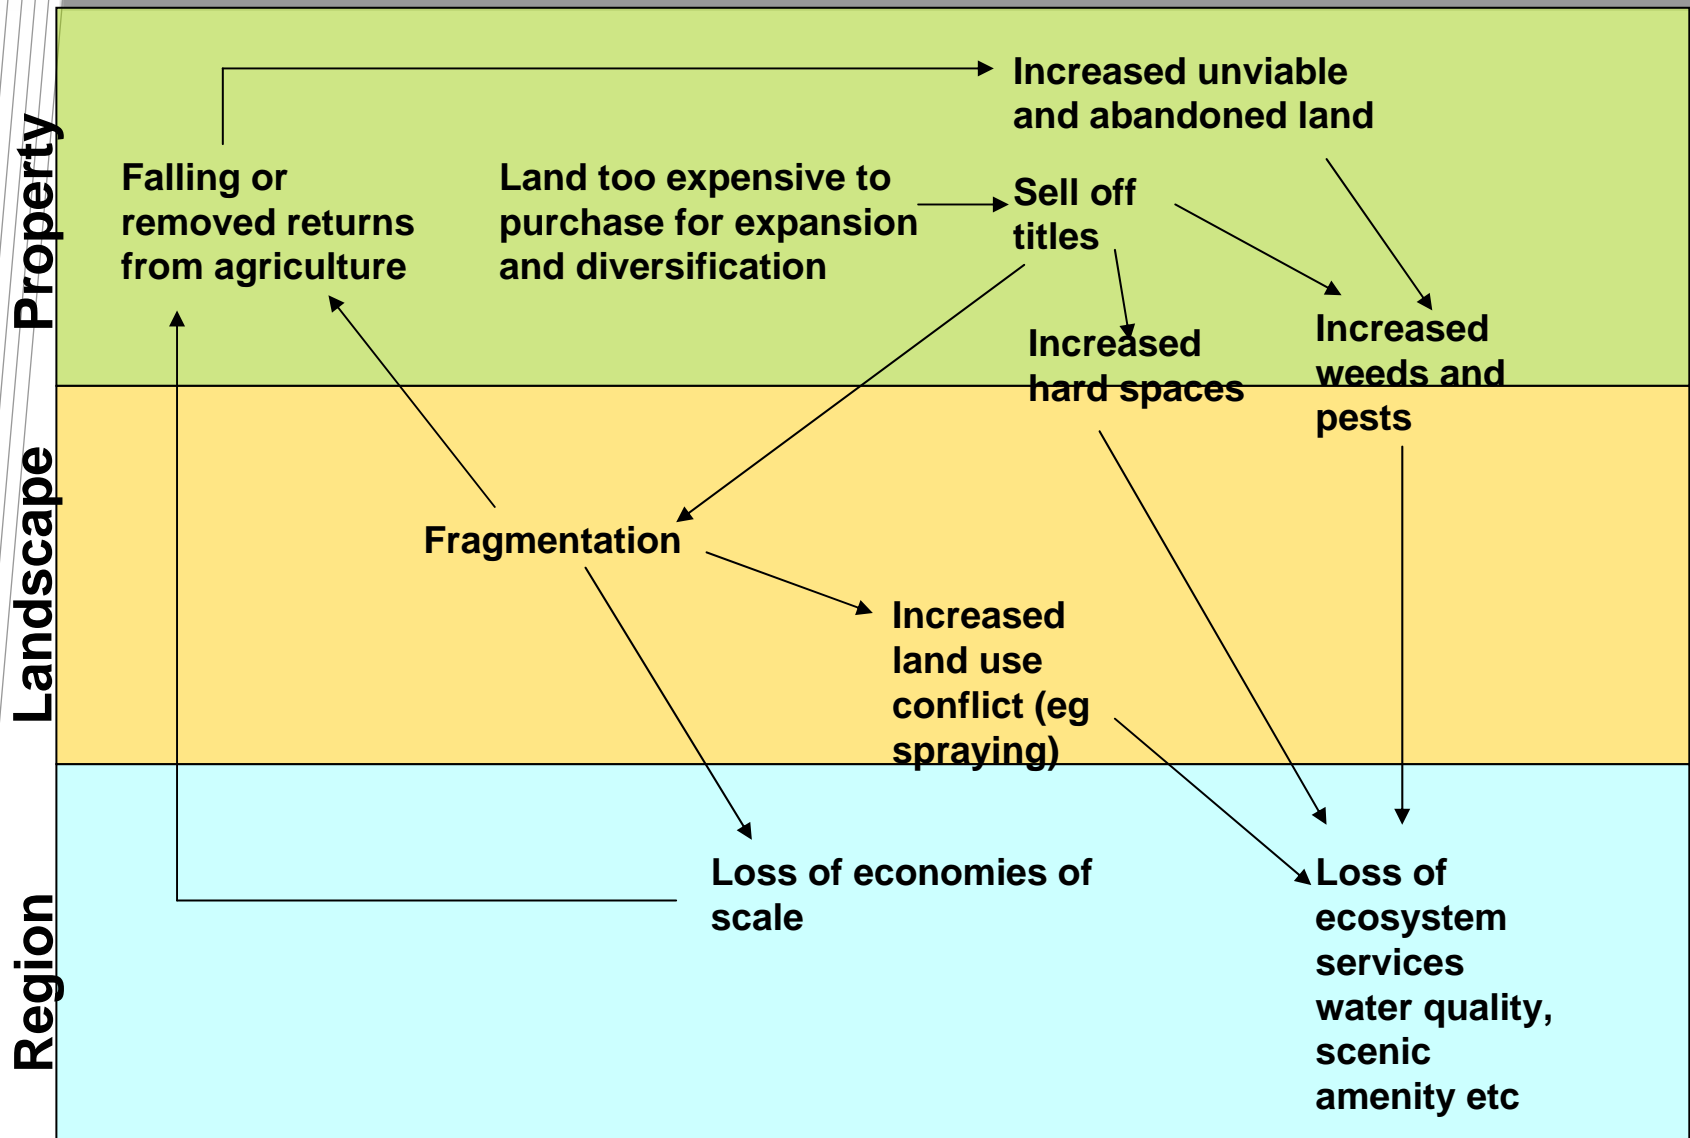 Property
Increased unviable
and abandoned land
Falling or
removed returns
from agriculture
Land too expensive to
purchase for expansion
and diversification
Sell off
titles
Increased
hard spaces
Increased
weeds and
pests
Landscape
Fragmentation
Increased
land use
conflict (eg
spraying)
Region
Loss of economies of
scale
Loss of
ecosystem
services
water quality,
scenic
amenity etc